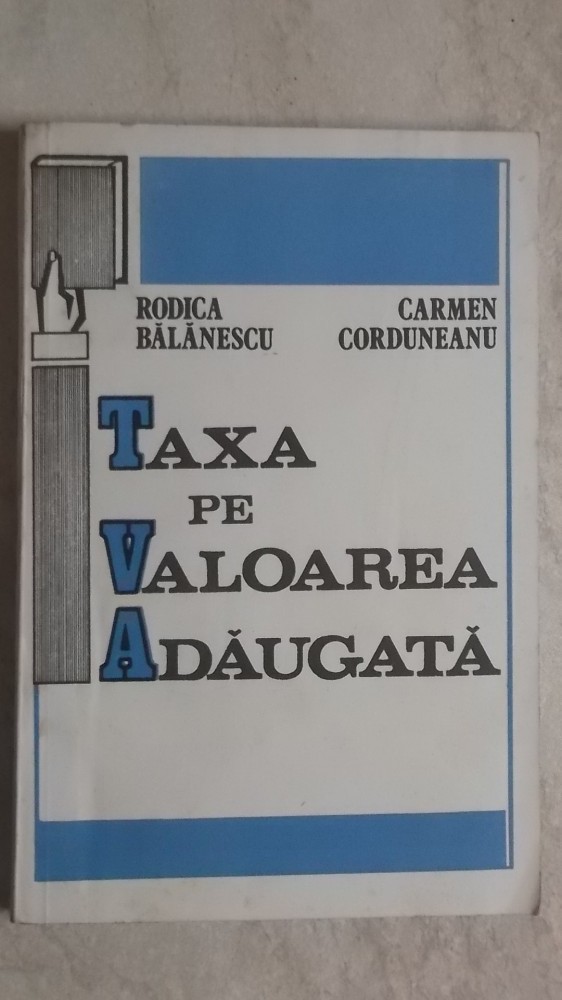 RODICA
BĂLĂNESCU
CARMEN
CORDUNEANU
TAXA
PE
VALOAREA
ADĂUGATĂ